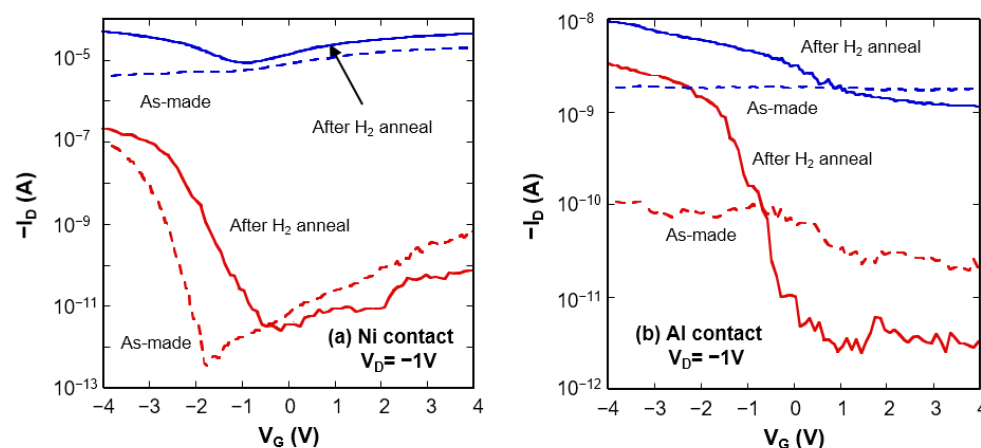 −I_D (A)
10⁻⁵
10⁻⁷
10⁻⁹
10⁻¹¹
10⁻¹³
As-made
After H₂ anneal
After H₂ anneal
As-made
(a) Ni contact
V_D= −1V
−4 −3 −2 −1 0 1 2 3 4
V_G (V)
−I_D (A)
10⁻⁸
10⁻⁹
10⁻¹⁰
10⁻¹¹
10⁻¹²
After H₂ anneal
As-made
After H₂ anneal
As-made
(b) Al contact
V_D= −1V
−4 −3 −2 −1 0 1 2 3 4
V_G (V)